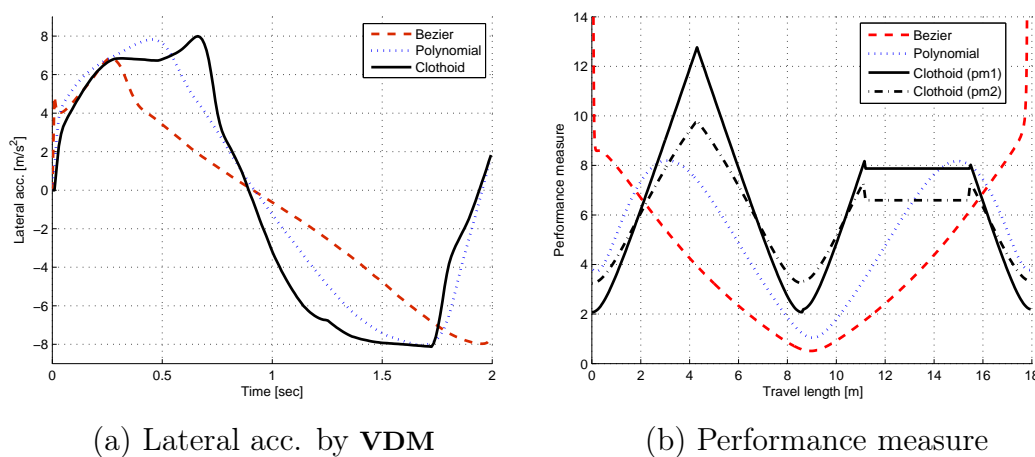 8
6
4
2
0
−2
−4
−6
−8
Lateral acc. [m/s²]
Bezier
Polynomial
Clothoid
0
0.5
1
1.5
2
Time [sec]
(a) Lateral acc. by VDM
14
12
10
8
6
4
2
0
Performance measure
Bezier
Polynomial
Clothoid (pm1)
Clothoid (pm2)
0
2
4
6
8
10
12
14
16
18
Travel length [m]
(b) Performance measure